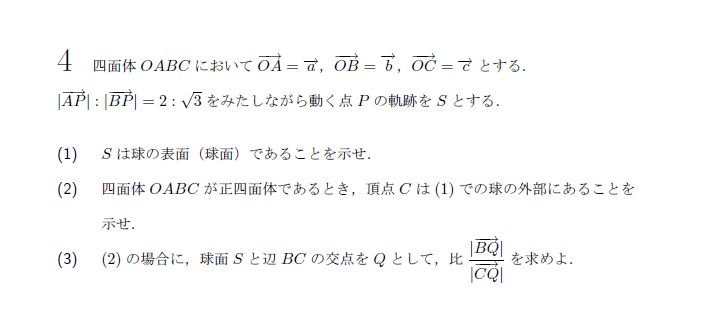 4 四面体 OABC において $\overrightarrow{OA} = \overrightarrow{a}$, $\overrightarrow{OB} = \overrightarrow{b}$, $\overrightarrow{OC} = \overrightarrow{c}$ とする.
$|\overrightarrow{AP}| : |\overrightarrow{BP}| = 2 : \sqrt{3}$ をみたしながら動く点 P の軌跡を S とする.
(1) S は球の表面（球面）であることを示せ.
(2) 四面体 OABC が正四面体であるとき, 頂点 C は (1) での球の外部にあることを
示せ.
(3) (2) の場合に, 球面 S と辺 BC の交点を Q として, 比 $\frac{|\overrightarrow{BQ}|}{|\overrightarrow{CQ}|}$ を求めよ.